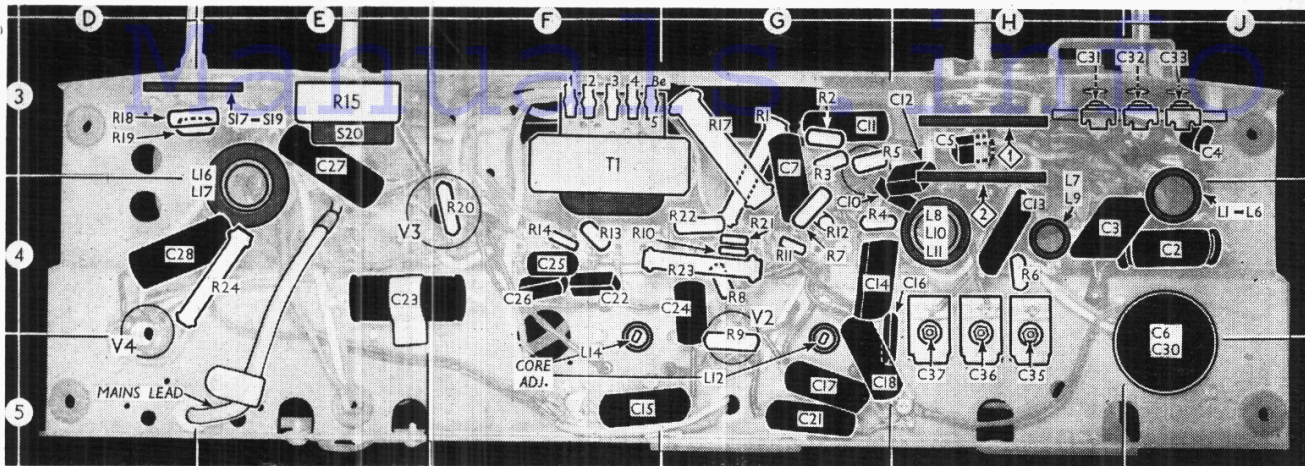 D E F G H J
Manuals.info
3
4
5
R18
R19
S17-S19
R15
S20
C27
L16
L17
C28
R24
V4
MAINS LEAD
V3
R20
C23
1 2 3 4 Be
5
T1
R14
R13
C25
C26
C22
CORE
ADJ.
L14
C15
R17
R1
R22
R10
R21
R23
R8
C24
V2
R9
L12
R2
C11
C7
R3
R5
C12
C10
R4
R12
R7
R11
C14
C16
C17
C18
C21
C5
1
2
L8
L10
L11
C13
L7
L9
R6
C37
C36
C35
C31 C32 C33
C4
L1-L6
C3
C2
C6
C30